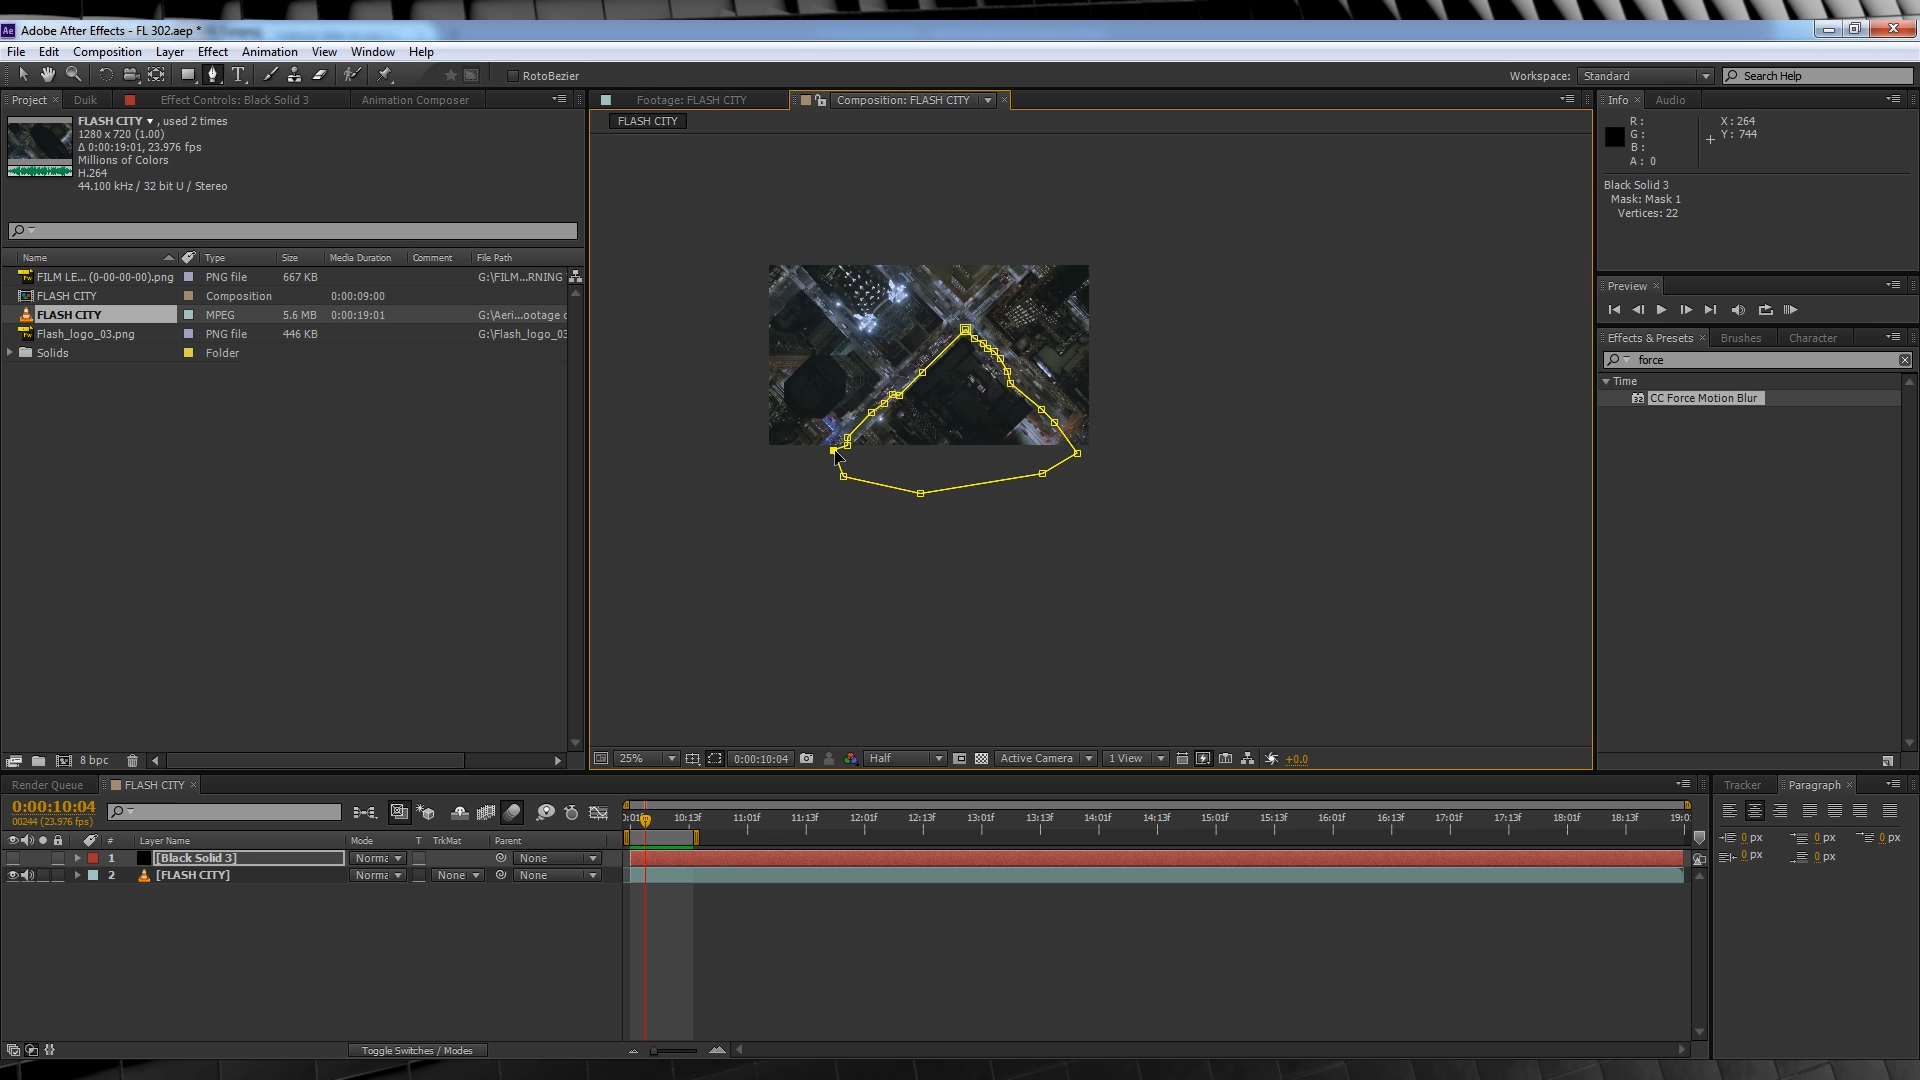 Adobe After Effects - FL 302.aep *
File Edit Composition Layer Effect Animation View Window Help
RotoBezier
Workspace: Standard
Search Help
Project Duik Effect Controls: Black Solid 3 Animation Composer
Footage: FLASH CITY Composition: FLASH CITY
FLASH CITY
FLASH CITY , used 2 times
1280 x 720 (1.00)
Δ 0:00:19:01, 23.976 fps
Millions of Colors
H.264
44.100 kHz / 32 bit U / Stereo
Name Type Size Media Duration Comment File Path
FILM LE... (0-00-00-00).png PNG file 667 KB G:\FILM...RNING
FLASH CITY Composition 0:00:09:00
FLASH CITY MPEG 5.6 MB 0:00:19:01 G:\Aeri...ootage
Flash_logo_03.png PNG file 446 KB G:\Flash_logo_03
Solids Folder
8 bpc
25% 0:00:10:04 Half Active Camera 1 View +0.0
Info Audio
R :
G :
B :
A : 0
X : 264
Y : 744
Black Solid 3
Mask: Mask 1
Vertices: 22
Preview
Effects & Presets Brushes Character
force
Time
32 CC Force Motion Blur
Render Queue FLASH CITY
0:00:10:04
00244 (23.976 fps)
10:13f 11:01f 11:13f 12:01f 12:13f 13:01f 13:13f 14:01f 14:13f 15:01f 15:13f 16:01f 16:13f 17:01f 17:13f 18:01f 18:13f 19:0
# Layer Name Mode T TrkMat Parent
1 [Black Solid 3] Norma None
2 [FLASH CITY] Norma None None
Toggle Switches / Modes
Tracker Paragraph
0 px 0 px 0 px
0 px 0 px